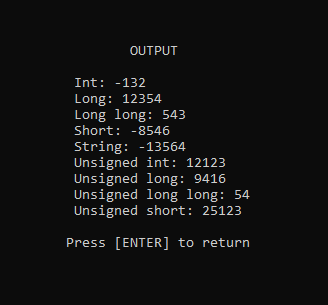 OUTPUT
Int: -132
Long: 12354
Long long: 543
Short: -8546
String: -13564
Unsigned int: 12123
Unsigned long: 9416
Unsigned long long: 54
Unsigned short: 25123
Press [ENTER] to return